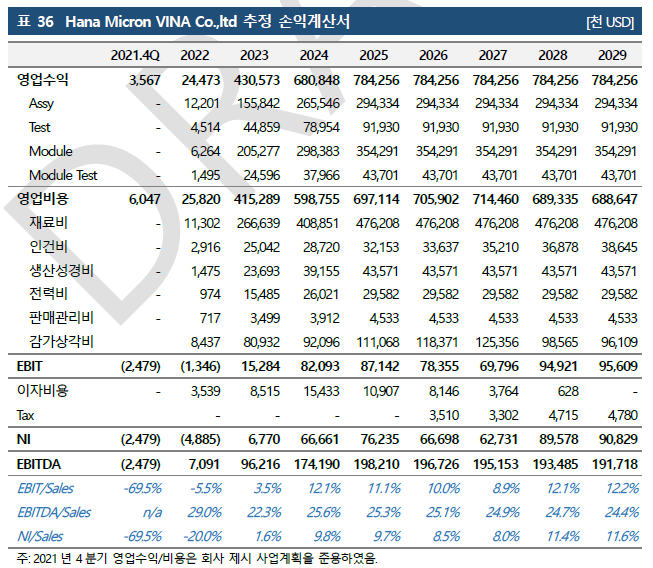 표 36 Hana Micron VINA Co.,ltd 추정 손익계산서 [천 USD]
2021.4Q 2022 2023 2024 2025 2026 2027 2028 2029
영업수익 3,567 24,473 430,573 680,848 784,256 784,256 784,256 784,256 784,256
Assy - 12,201 155,842 265,546 294,334 294,334 294,334 294,334 294,334
Test - 4,514 44,859 78,954 91,930 91,930 91,930 91,930 91,930
Module - 6,264 205,277 298,383 354,291 354,291 354,291 354,291 354,291
Module Test - 1,495 24,596 37,966 43,701 43,701 43,701 43,701 43,701
영업비용 6,047 25,820 415,289 598,755 697,114 705,902 714,460 689,335 688,647
재료비 - 11,302 266,639 408,851 476,208 476,208 476,208 476,208 476,208
인건비 - 2,916 25,042 28,720 32,153 33,637 35,210 36,878 38,645
생산성경비 - 1,475 23,693 39,155 43,571 43,571 43,571 43,571 43,571
전력비 - 974 15,485 26,021 29,582 29,582 29,582 29,582 29,582
판매관리비 - 717 3,499 3,912 4,533 4,533 4,533 4,533 4,533
감가상각비 8,437 80,932 92,096 111,068 118,371 125,356 98,565 96,109
EBIT (2,479) (1,346) 15,284 82,093 87,142 78,355 69,796 94,921 95,609
이자비용 - 3,539 8,515 15,433 10,907 8,146 3,764 628 -
Tax - - - - 3,510 3,302 4,715 4,780
NI (2,479) (4,885) 6,770 66,661 76,235 66,698 62,731 89,578 90,829
EBITDA (2,479) 7,091 96,216 174,190 198,210 196,726 195,153 193,485 191,718
EBIT/Sales -69.5% -5.5% 3.5% 12.1% 11.1% 10.0% 8.9% 12.1% 12.2%
EBITDA/Sales n/a 29.0% 22.3% 25.6% 25.3% 25.1% 24.9% 24.7% 24.4%
NI/Sales -69.5% -20.0% 1.6% 9.8% 9.7% 8.5% 8.0% 11.4% 11.6%
주: 2021년 4분기 영업수익/비용은 회사 제시 사업계획을 준용하였음.